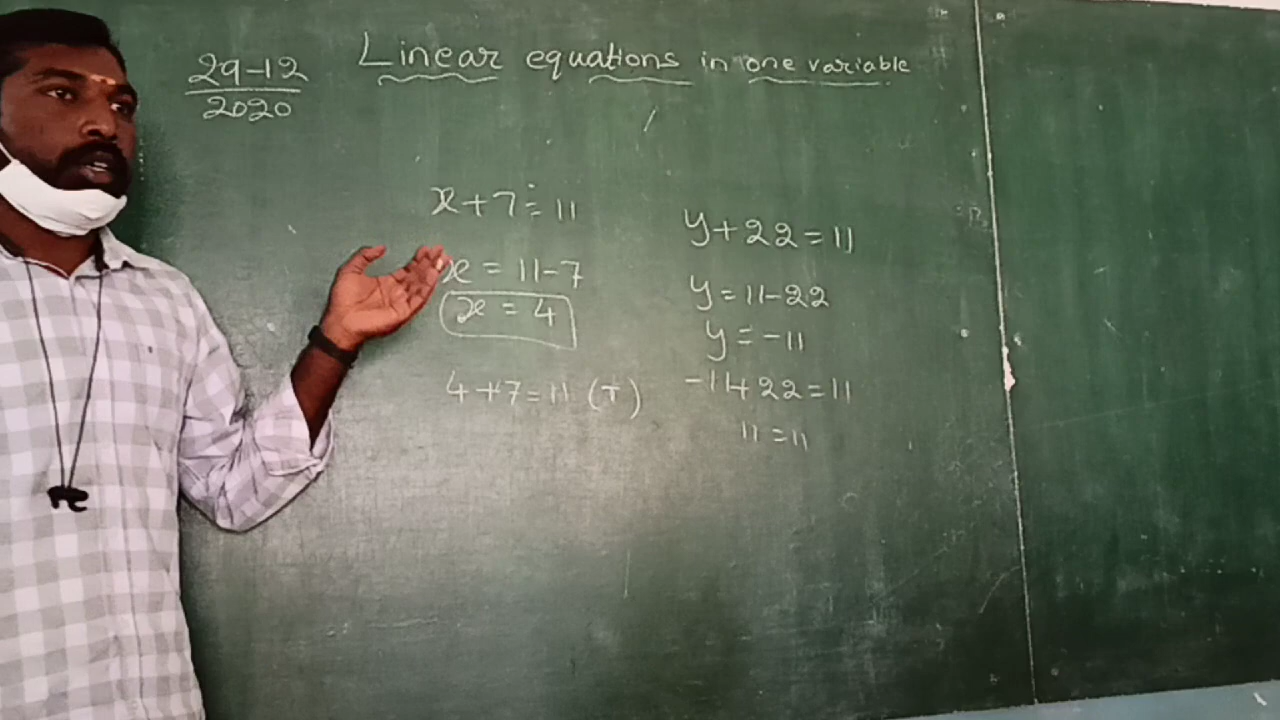 29-12
2020
Linear equations in one variable
x+7=11
x = 11-7
x = 4
4+7=11 (T)
y+22=11
y=11-22
y=-11
-11+22=11
11=11